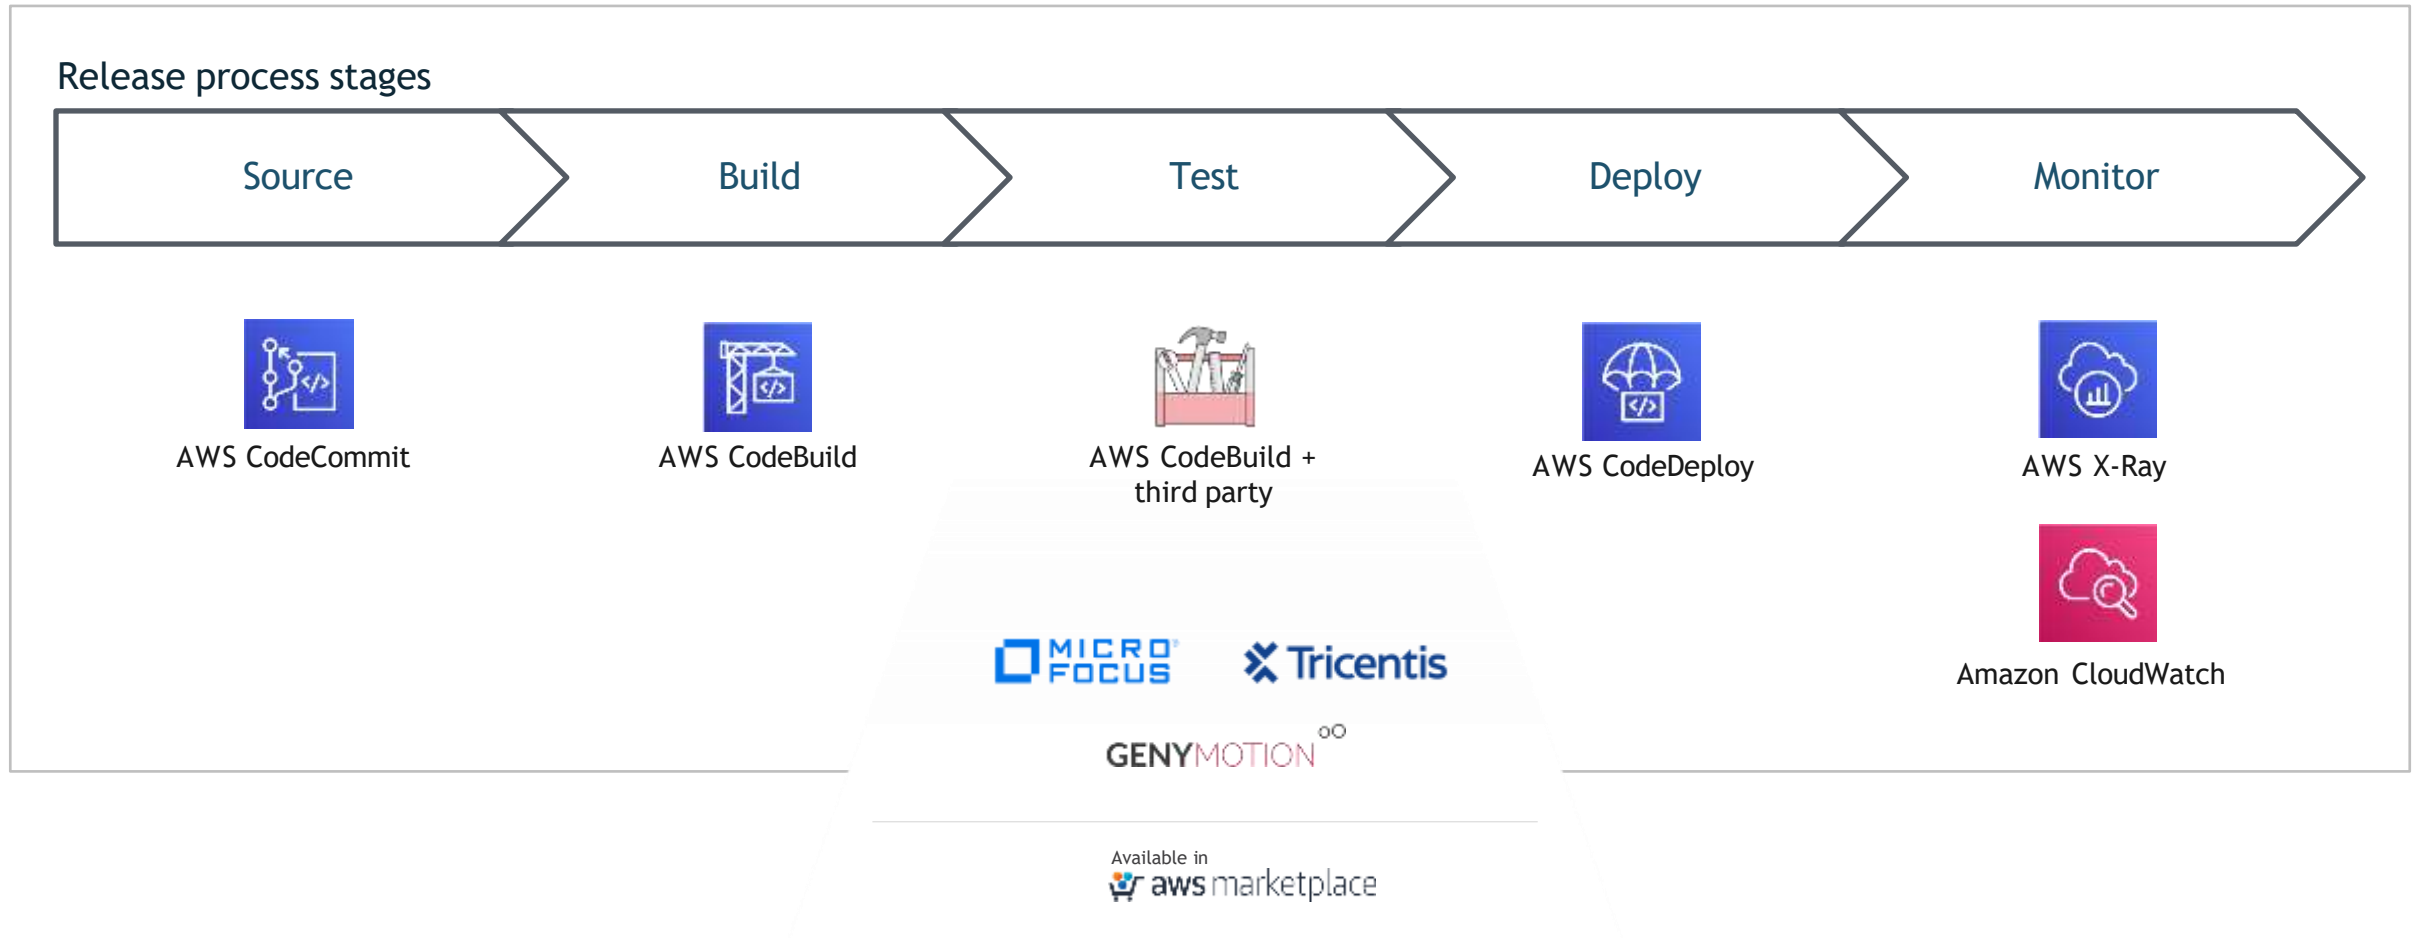 Release process stages
Source
Build
Test
Deploy
Monitor
AWS CodeCommit
AWS CodeBuild
AWS CodeBuild +
third party
AWS CodeDeploy
AWS X-Ray
Amazon CloudWatch
MICRO
FOCUS
Tricentis
GENYMOTION
Available in
aws marketplace